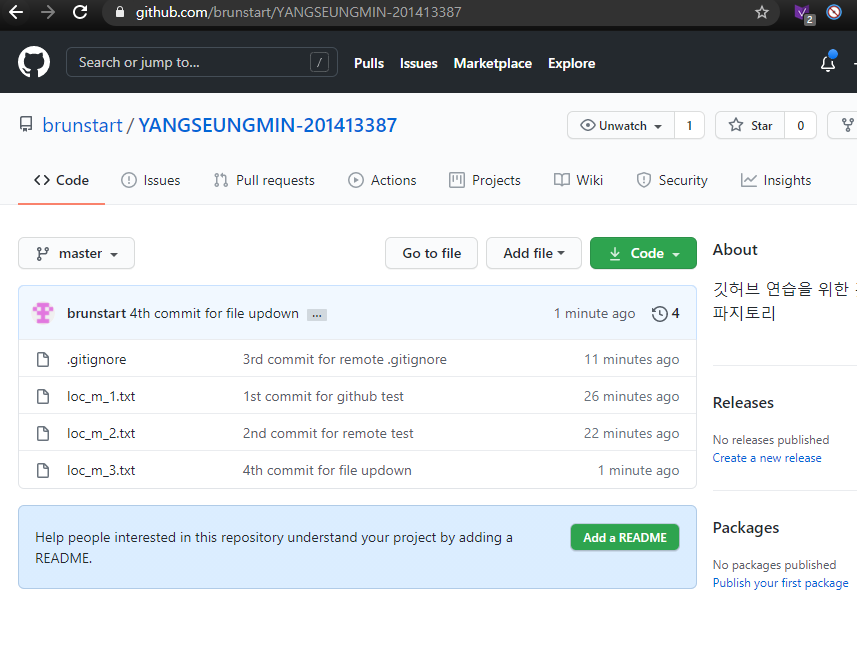 github.com/brunstart/YANGSEUNGMIN-201413387
2
Search or jump to... /
Pulls Issues Marketplace Explore
brunstart / YANGSEUNGMIN-201413387
Unwatch 1 Star 0
Code Issues Pull requests Actions Projects Wiki Security Insights
master Go to file Add file Code
brunstart 4th commit for file updown ... 1 minute ago 4
.gitignore 3rd commit for remote .gitignore 11 minutes ago
loc_m_1.txt 1st commit for github test 26 minutes ago
loc_m_2.txt 2nd commit for remote test 22 minutes ago
loc_m_3.txt 4th commit for file updown 1 minute ago
Help people interested in this repository understand your project by adding a
README.
Add a README
About
깃허브 연습을 위한
파지토리
Releases
No releases published
Create a new release
Packages
No packages published
Publish your first package